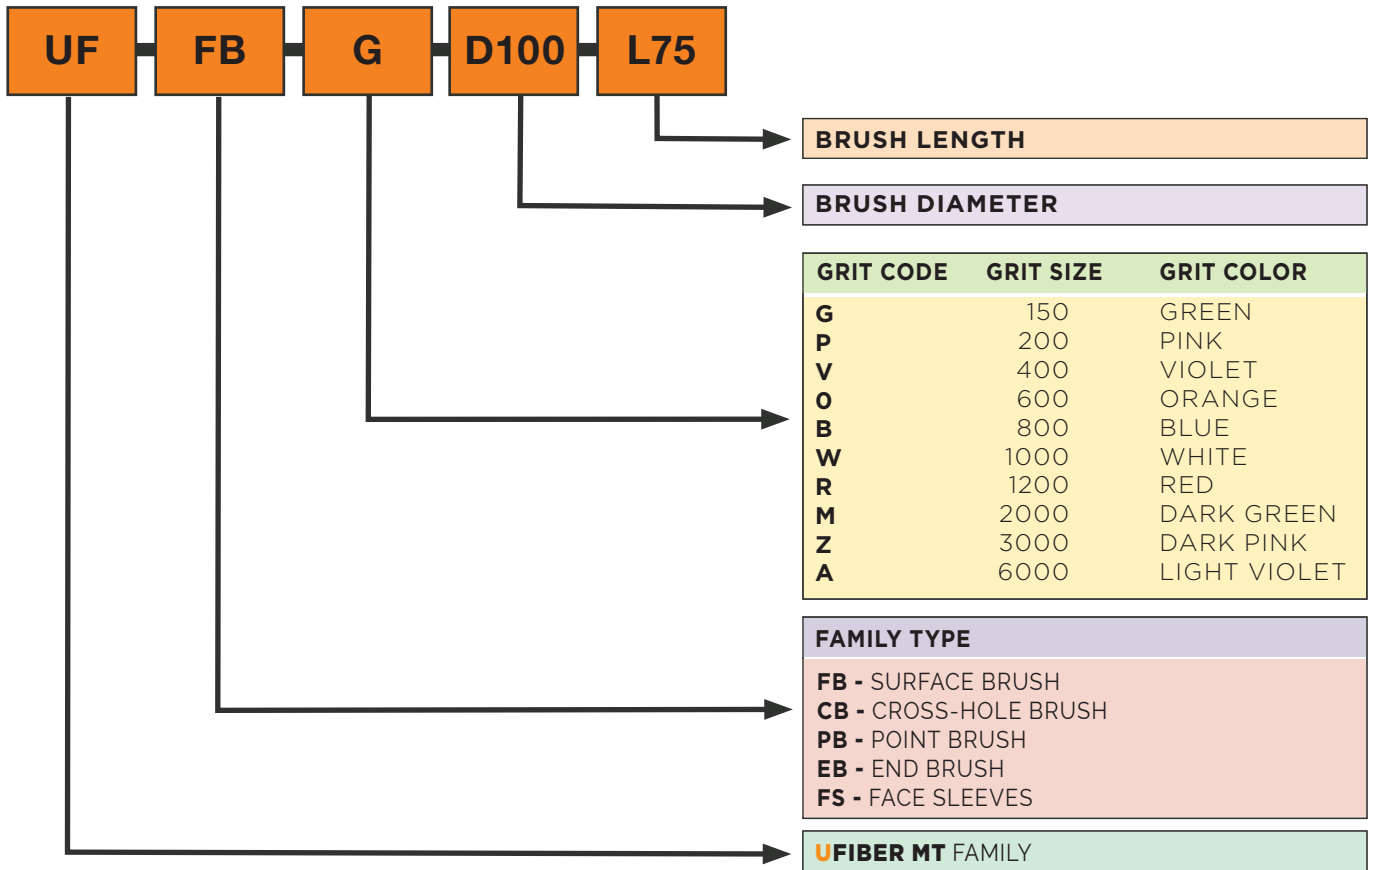 UF FB G D100 L75
BRUSH LENGTH
BRUSH DIAMETER
GRIT CODE GRIT SIZE GRIT COLOR
G 150 GREEN
P 200 PINK
V 400 VIOLET
0 600 ORANGE
B 800 BLUE
W 1000 WHITE
R 1200 RED
M 2000 DARK GREEN
Z 3000 DARK PINK
A 6000 LIGHT VIOLET
FAMILY TYPE
FB - SURFACE BRUSH
CB - CROSS-HOLE BRUSH
PB - POINT BRUSH
EB - END BRUSH
FS - FACE SLEEVES
UFIBER MT FAMILY